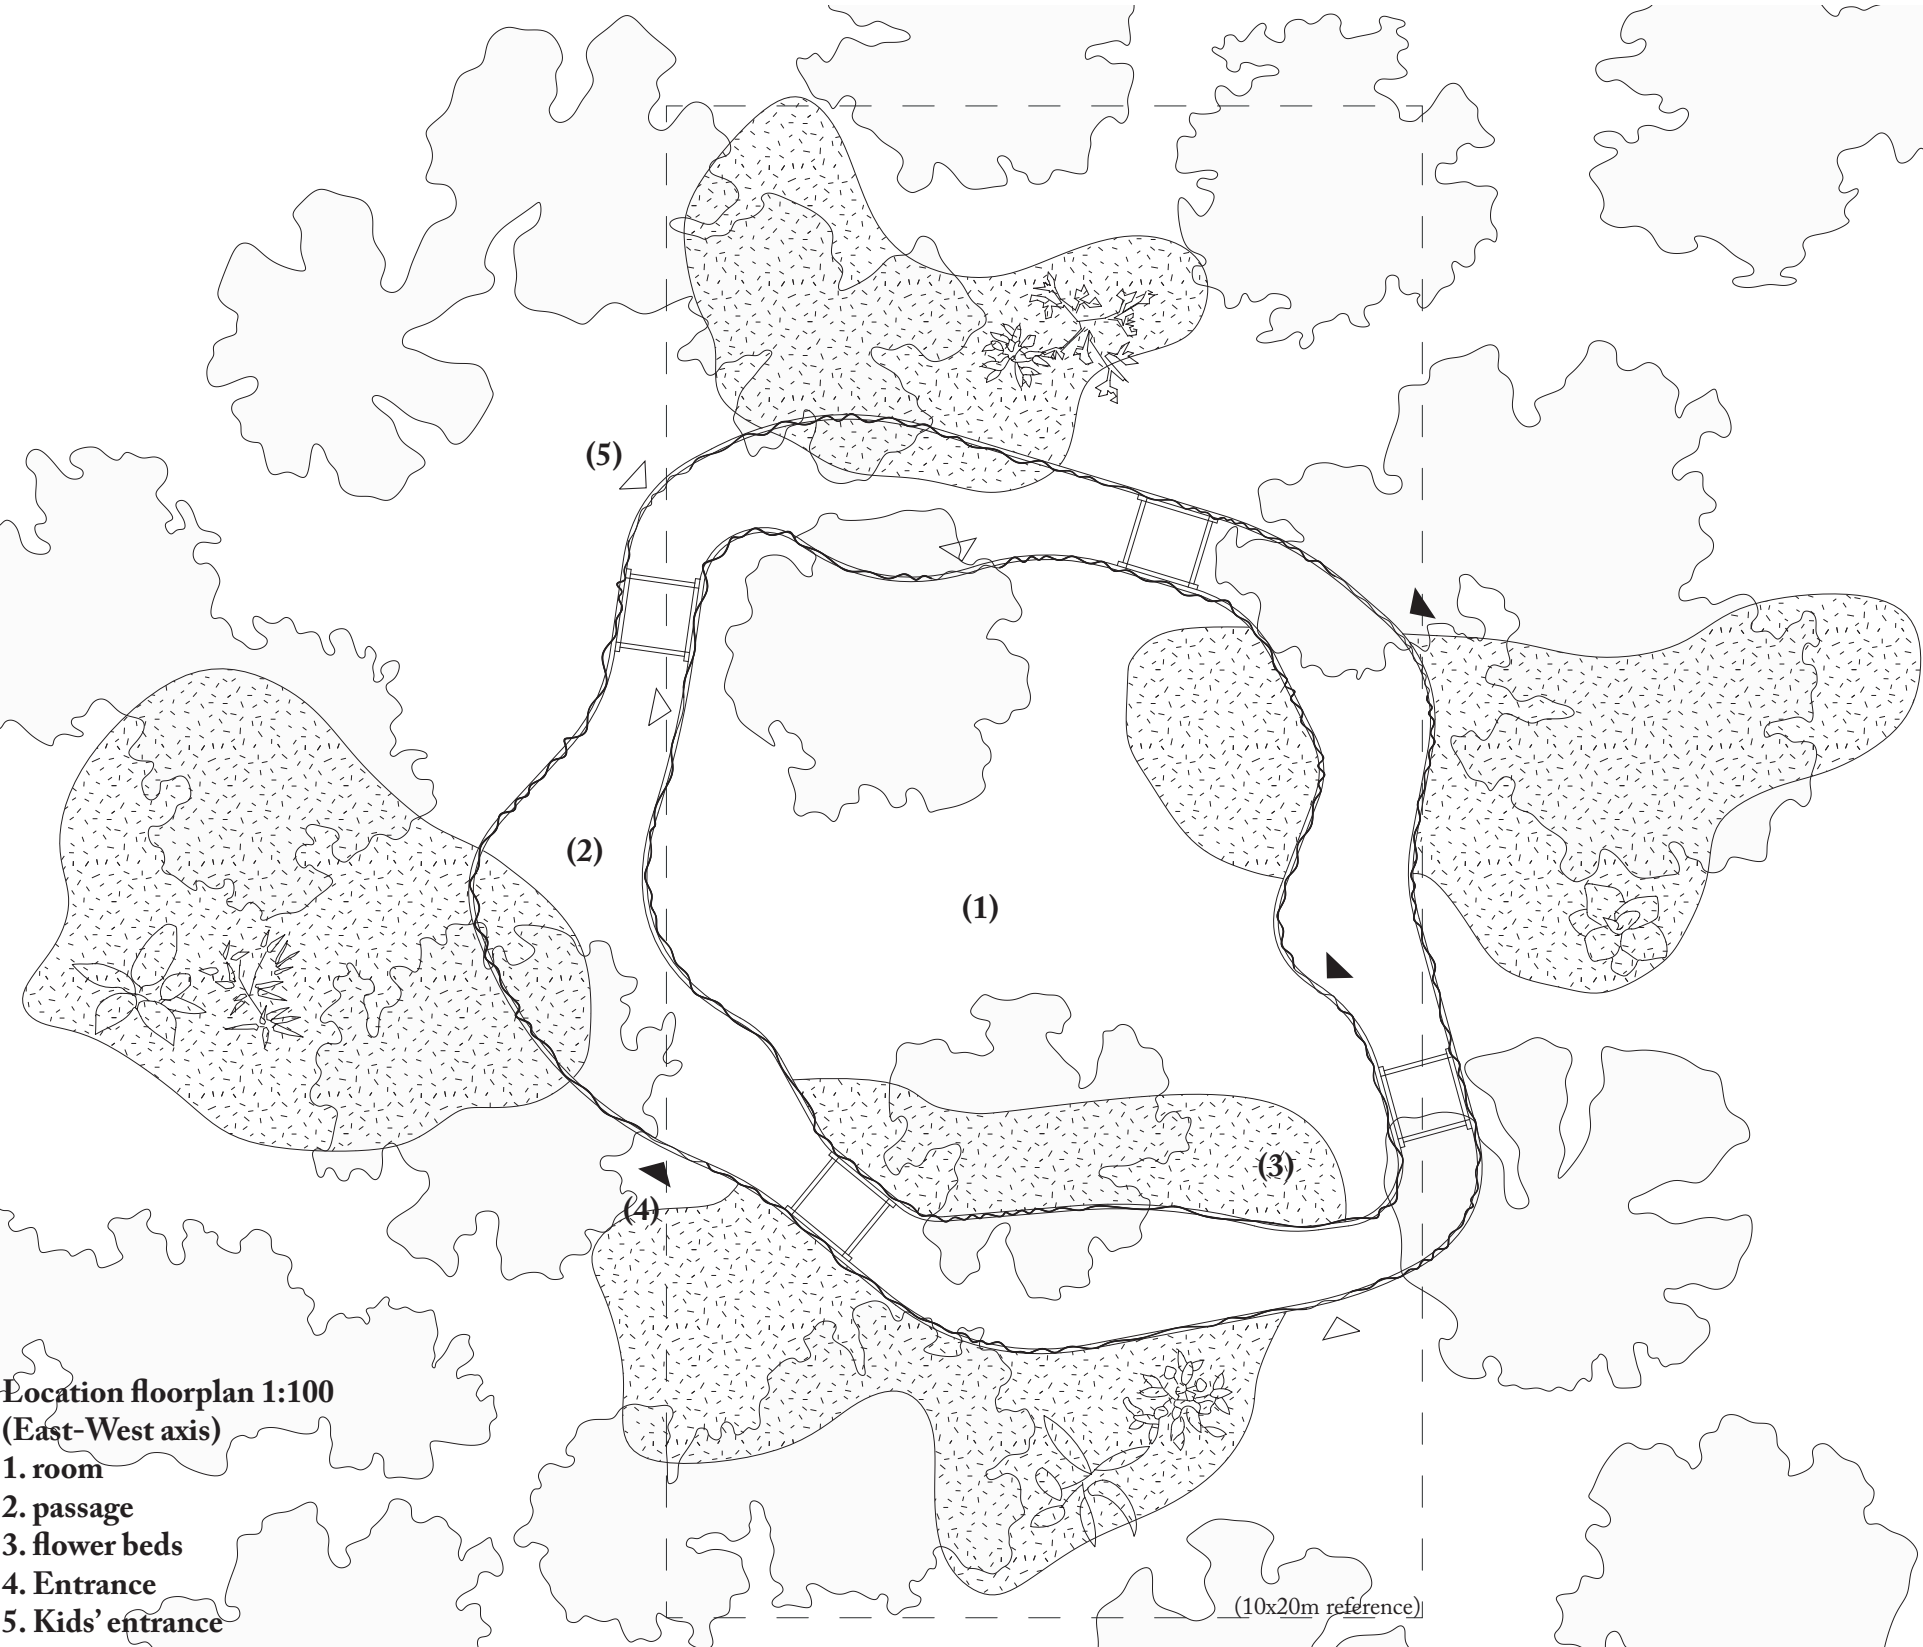 (5)
(2)
(1)
(3)
(4)
Location floorplan 1:100
(East-West axis)
1. room
2. passage
3. flower beds
4. Entrance
5. Kids’ entrance
(10x20m reference)